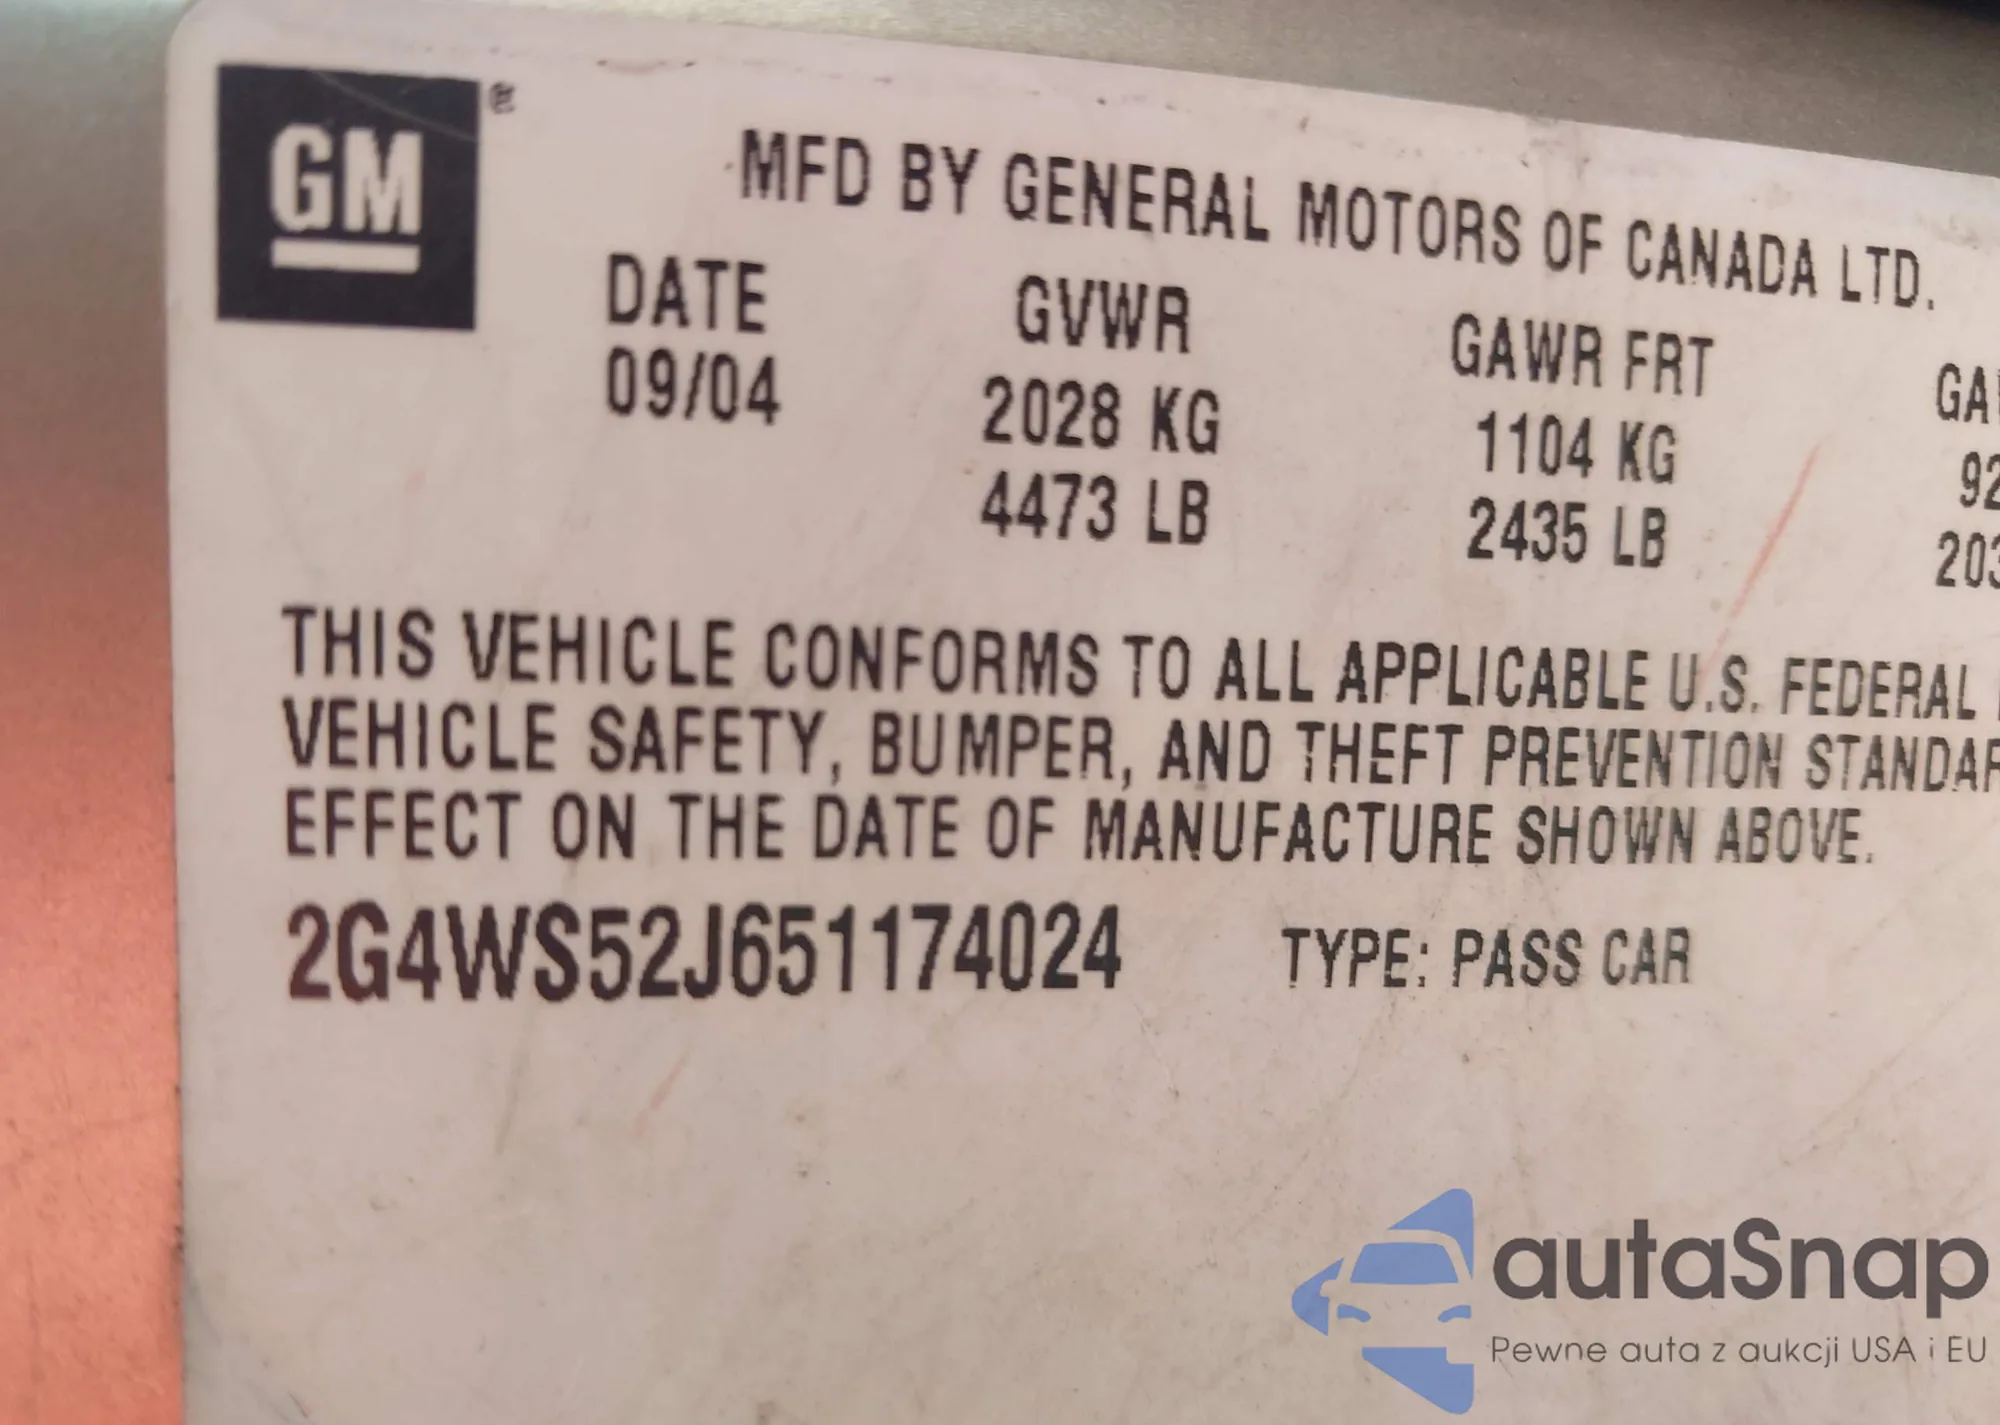 GM®
MFD BY GENERAL MOTORS OF CANADA LTD.
DATE GVWR GAWR FRT
09/04 2028 KG 1104 KG
4473 LB 2435 LB
THIS VEHICLE CONFORMS TO ALL APPLICABLE U.S. FEDERAL
VEHICLE SAFETY, BUMPER, AND THEFT PREVENTION
EFFECT ON THE DATE OF MANUFACTURE SHOWN ABOVE.
2G4WS52J651174024 TYPE: PASS CAR
autaSnap
Pewne auta z aukcji USA i EU